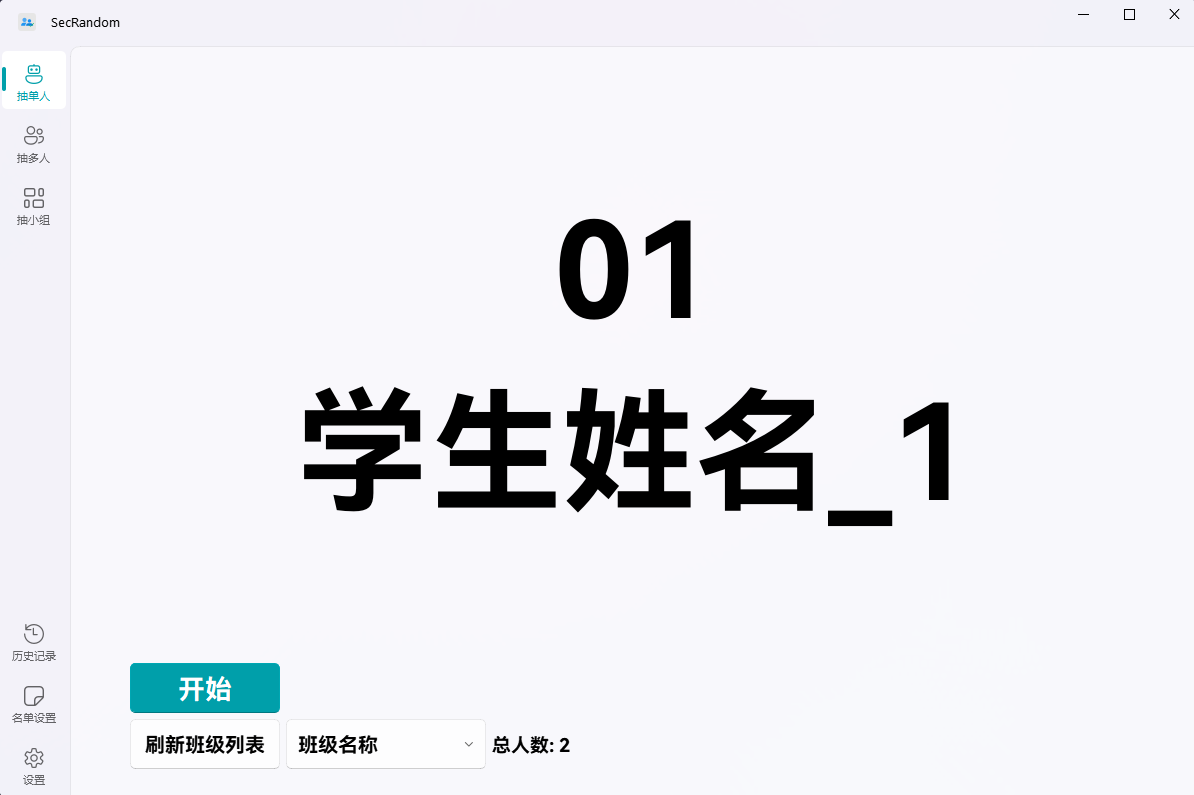 SecRandom
抽单人
抽多人
抽小组
01
学生姓名_1
历史记录
名单设置
设置
开始
刷新班级列表
班级名称
总人数: 2